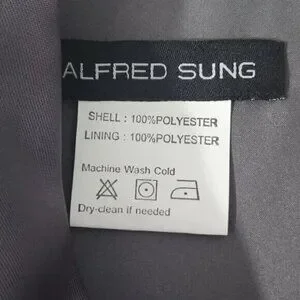 ALFRED SUNG
SHELL : 100%POLYESTER
LINING : 100%POLYESTER
Machine Wash Cold
Dry-clean if needed